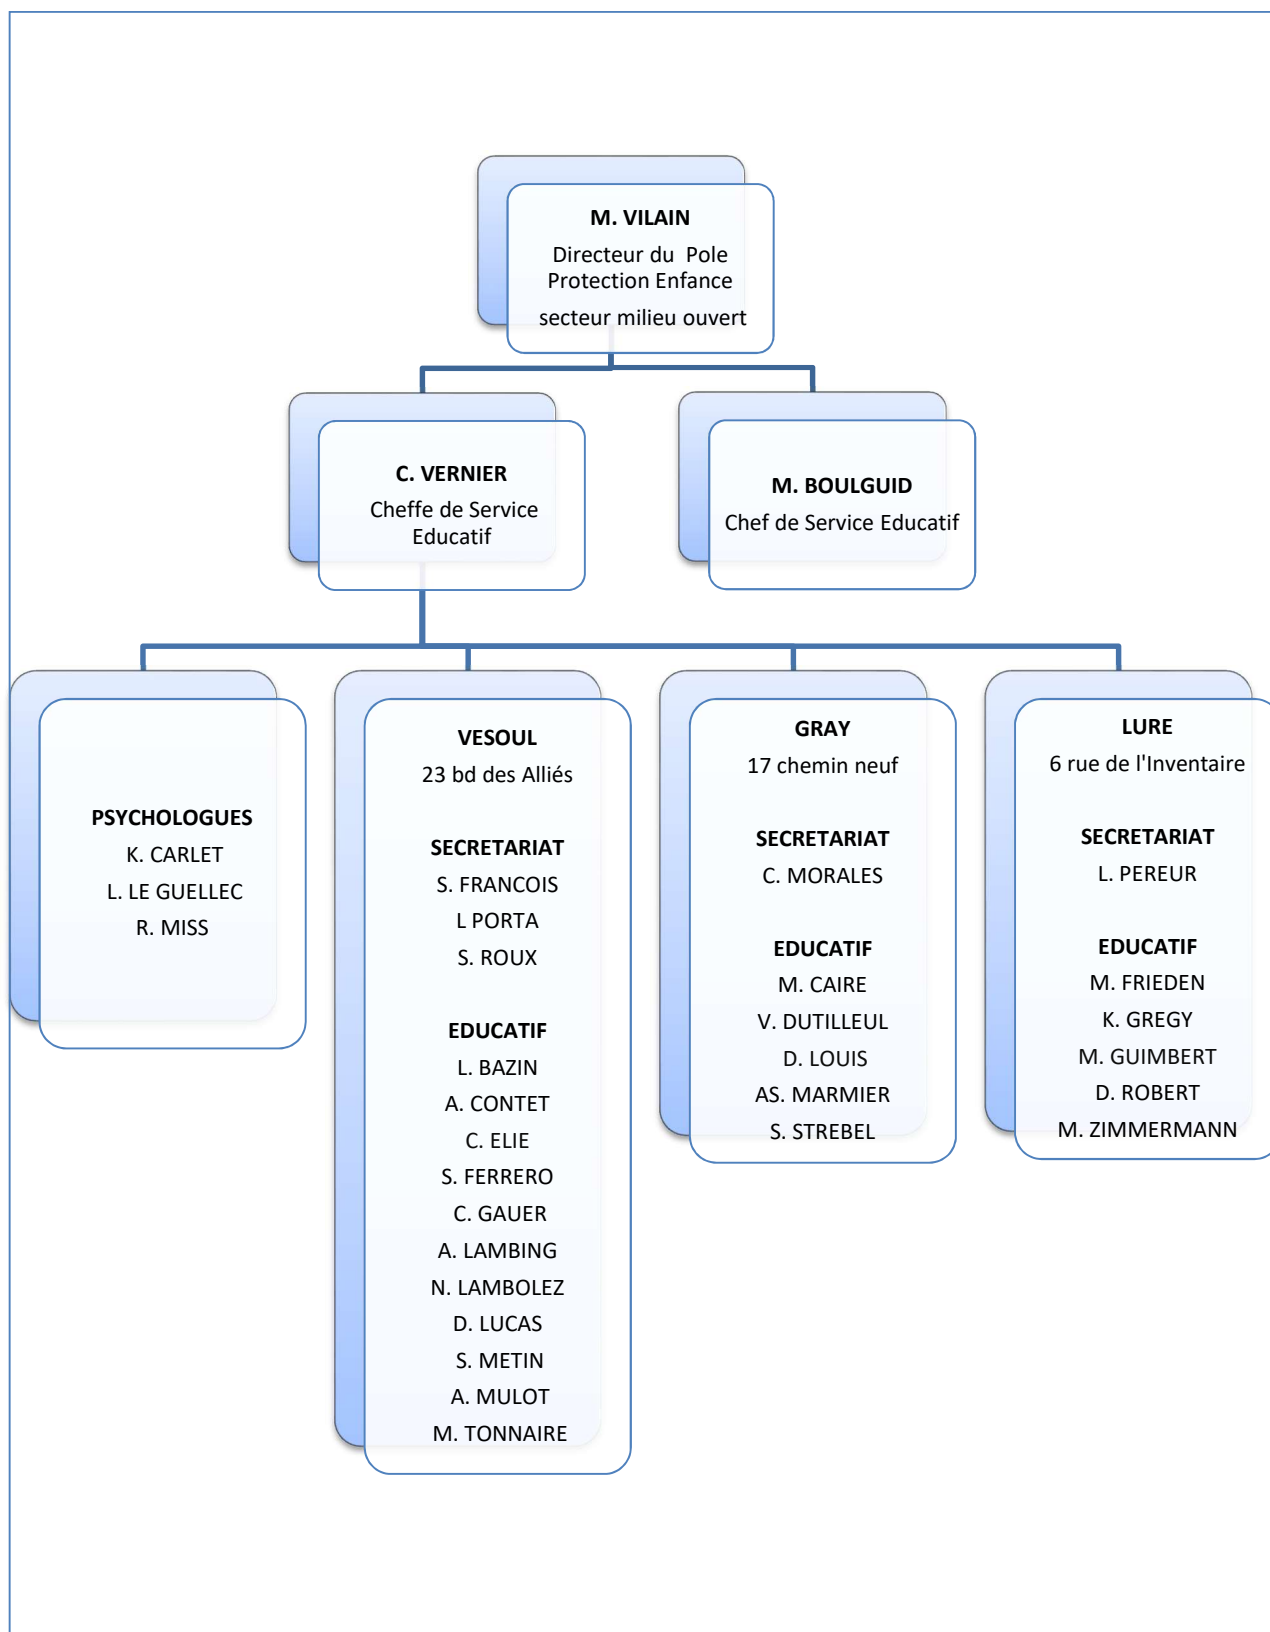 M. VILAIN
Directeur du Pole
Protection Enfance
secteur milieu ouvert
C. VERNIER
Cheffe de Service
Educatif
M. BOULGUID
Chef de Service Educatif
PSYCHOLOGUES
K. CARLET
L. LE GUELLEC
R. MISS
VESOUL
23 bd des Alliés
SECRETARIAT
S. FRANCOIS
L PORTA
S. ROUX
EDUCATIF
L. BAZIN
A. CONTET
C. ELIE
S. FERRERO
C. GAUER
A. LAMBING
N. LAMBOLEZ
D. LUCAS
S. METIN
A. MULOT
M. TONNAIRE
GRAY
17 chemin neuf
SECRETARIAT
C. MORALES
EDUCATIF
M. CAIRE
V. DUTILLEUL
D. LOUIS
AS. MARMIER
S. STREBEL
LURE
6 rue de l'Inventaire
SECRETARIAT
L. PEREUR
EDUCATIF
M. FRIEDEN
K. GREGY
M. GUIMBERT
D. ROBERT
M. ZIMMERMANN